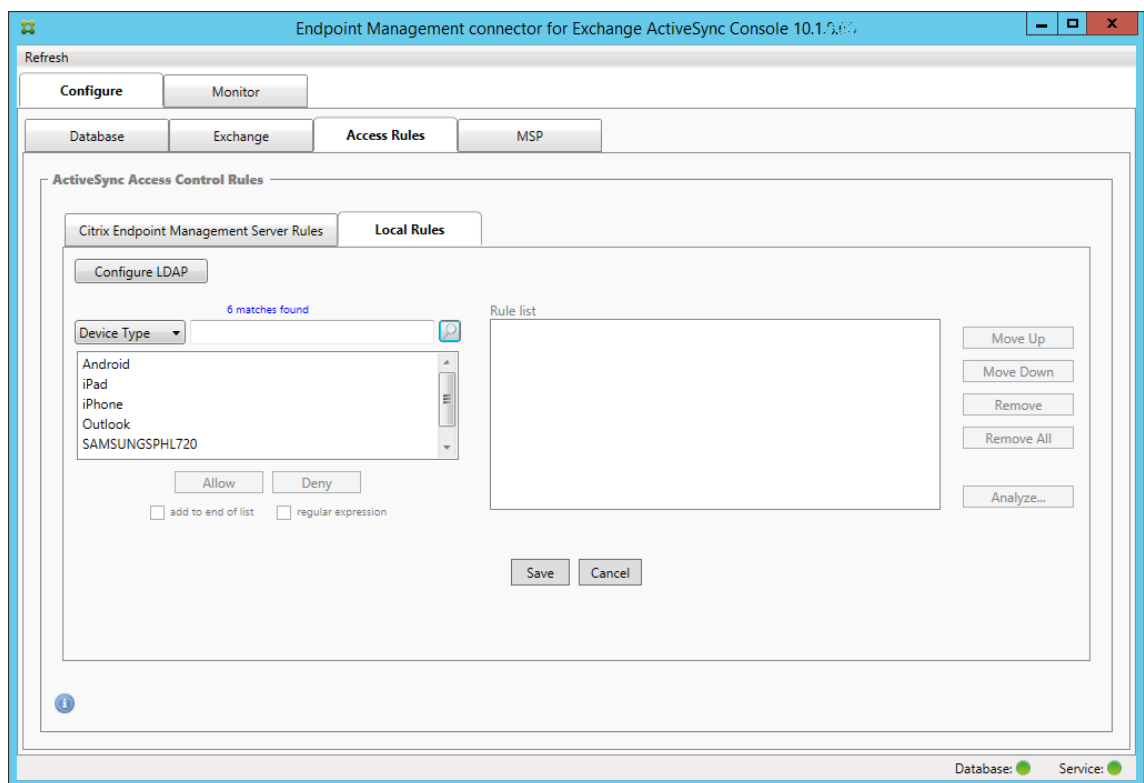 Endpoint Management connector for Exchange ActiveSync Console
Refresh
Configure Monitor
Database Exchange Access Rules MSP
ActiveSync Access Control Rules
Citrix Endpoint Management Server Rules Local Rules
Configure LDAP
6 matches found
Rule list
Device Type
Move Up
Android
iPad
Move Down
iPhone
Remove
Outlook
SAMSUNGSPHL720
Remove All
Allow Deny
Analyze...
add to end of list regular expression
Save Cancel
Database: Service: